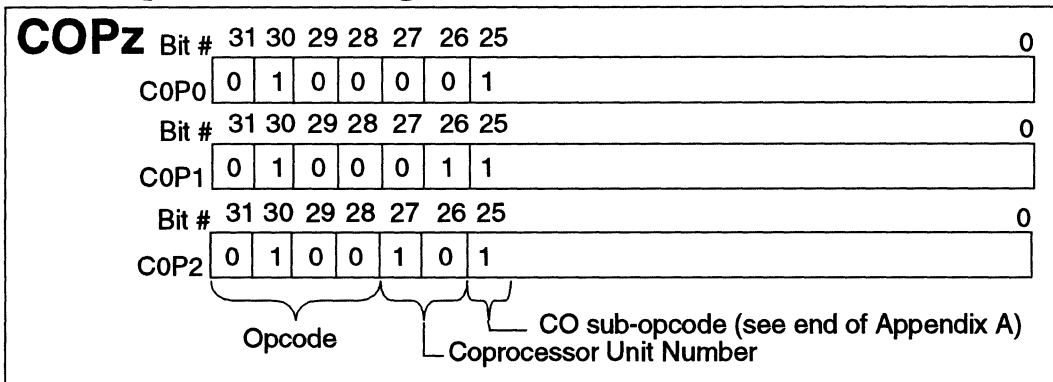 COPz Bit # 31 30 29 28 27 26 25 0
C0P0 0 1 0 0 0 0 1
Bit # 31 30 29 28 27 26 25 0
C0P1 0 1 0 0 0 1 1
Bit # 31 30 29 28 27 26 25 0
C0P2 0 1 0 0 1 0 1
CO sub-opcode (see end of Appendix A)
Opcode
Coprocessor Unit Number